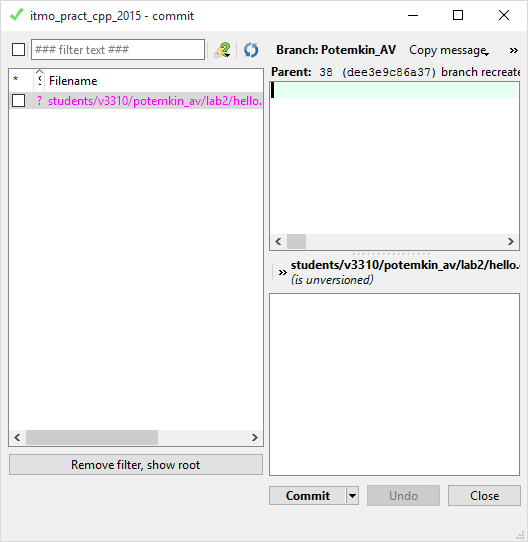 itmo_pract_cpp_2015 - commit
### filter text ###
Branch: Potemkin_AV Copy message
Parent: 38 (dee3e9c86a37) branch recreate
* Filename
? students/v3310/potemkin_av/lab2/hello.
students/v3310/potemkin_av/lab2/hello.
(is unversioned)
Remove filter, show root
Commit Undo Close